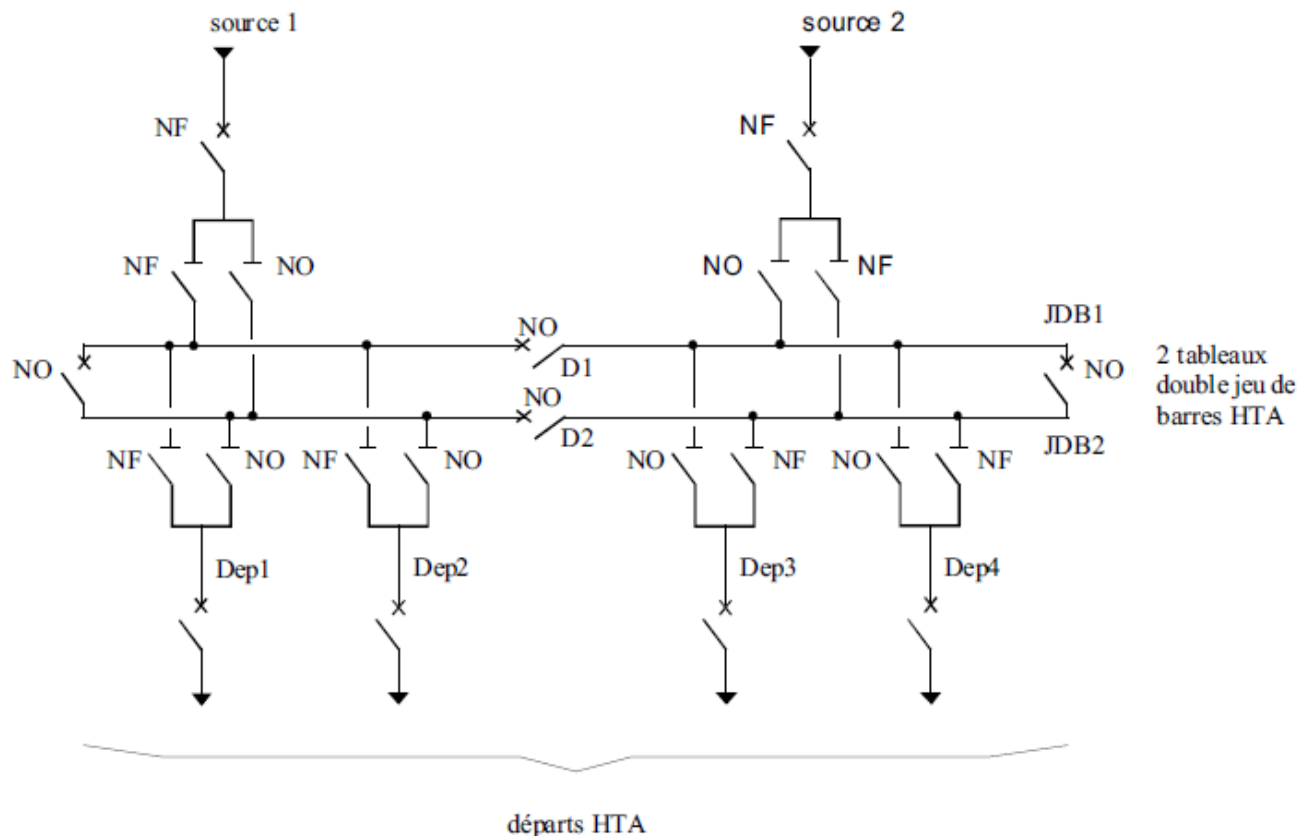 source 1
source 2
NF
NF
NF
NO
NO
NF
JDB1
NO
D1
NO
NO
NO
D2
JDB2
2 tableaux
double jeu de
barres HTA
NF
NO
NF
NO
NO
NF
NO
NF
Dep1
Dep2
Dep3
Dep4
départs HTA